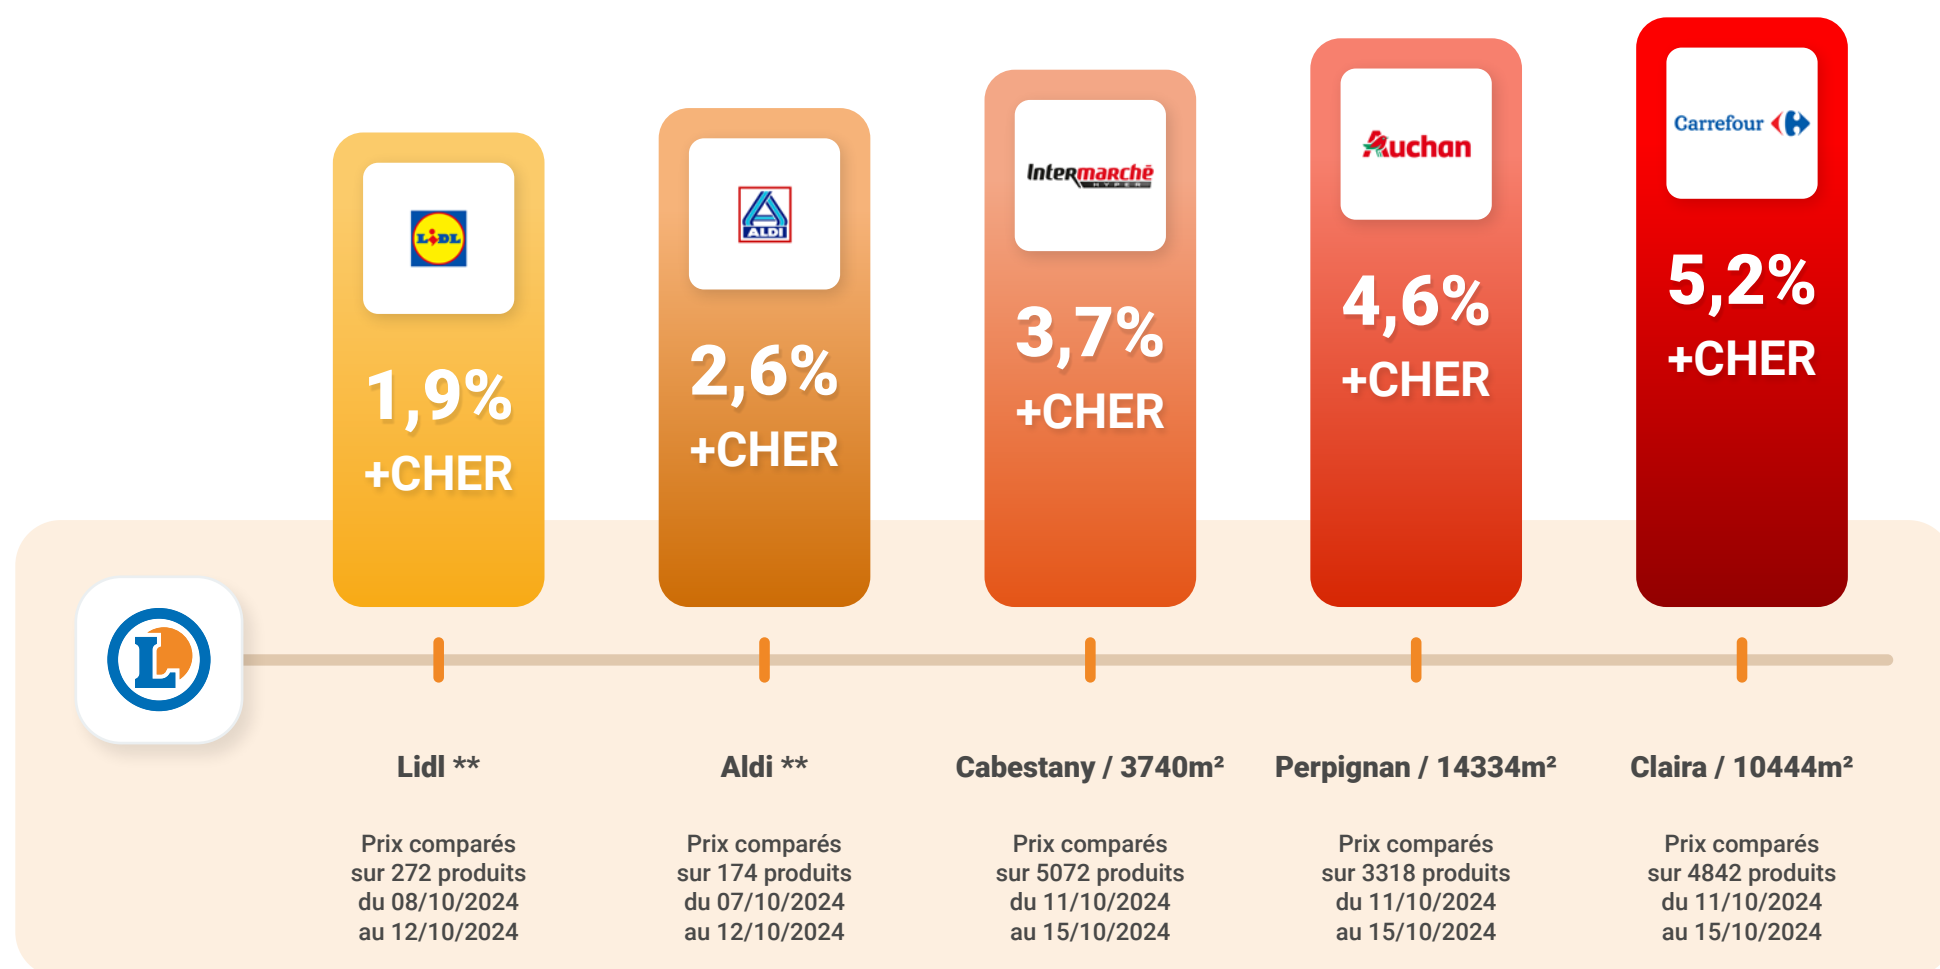 LIDL
1,9%
+CHER
ALDI
2,6%
+CHER
Intermarchē
HYPER
3,7%
+CHER
Auchan
4,6%
+CHER
Carrefour
5,2%
+CHER
L
Lidl **
Prix comparés
sur 272 produits
du 08/10/2024
au 12/10/2024
Aldi **
Prix comparés
sur 174 produits
du 07/10/2024
au 12/10/2024
Cabestany / 3740m²
Prix comparés
sur 5072 produits
du 11/10/2024
au 15/10/2024
Perpignan / 14334m²
Prix comparés
sur 3318 produits
du 11/10/2024
au 15/10/2024
Claira / 10444m²
Prix comparés
sur 4842 produits
du 11/10/2024
au 15/10/2024